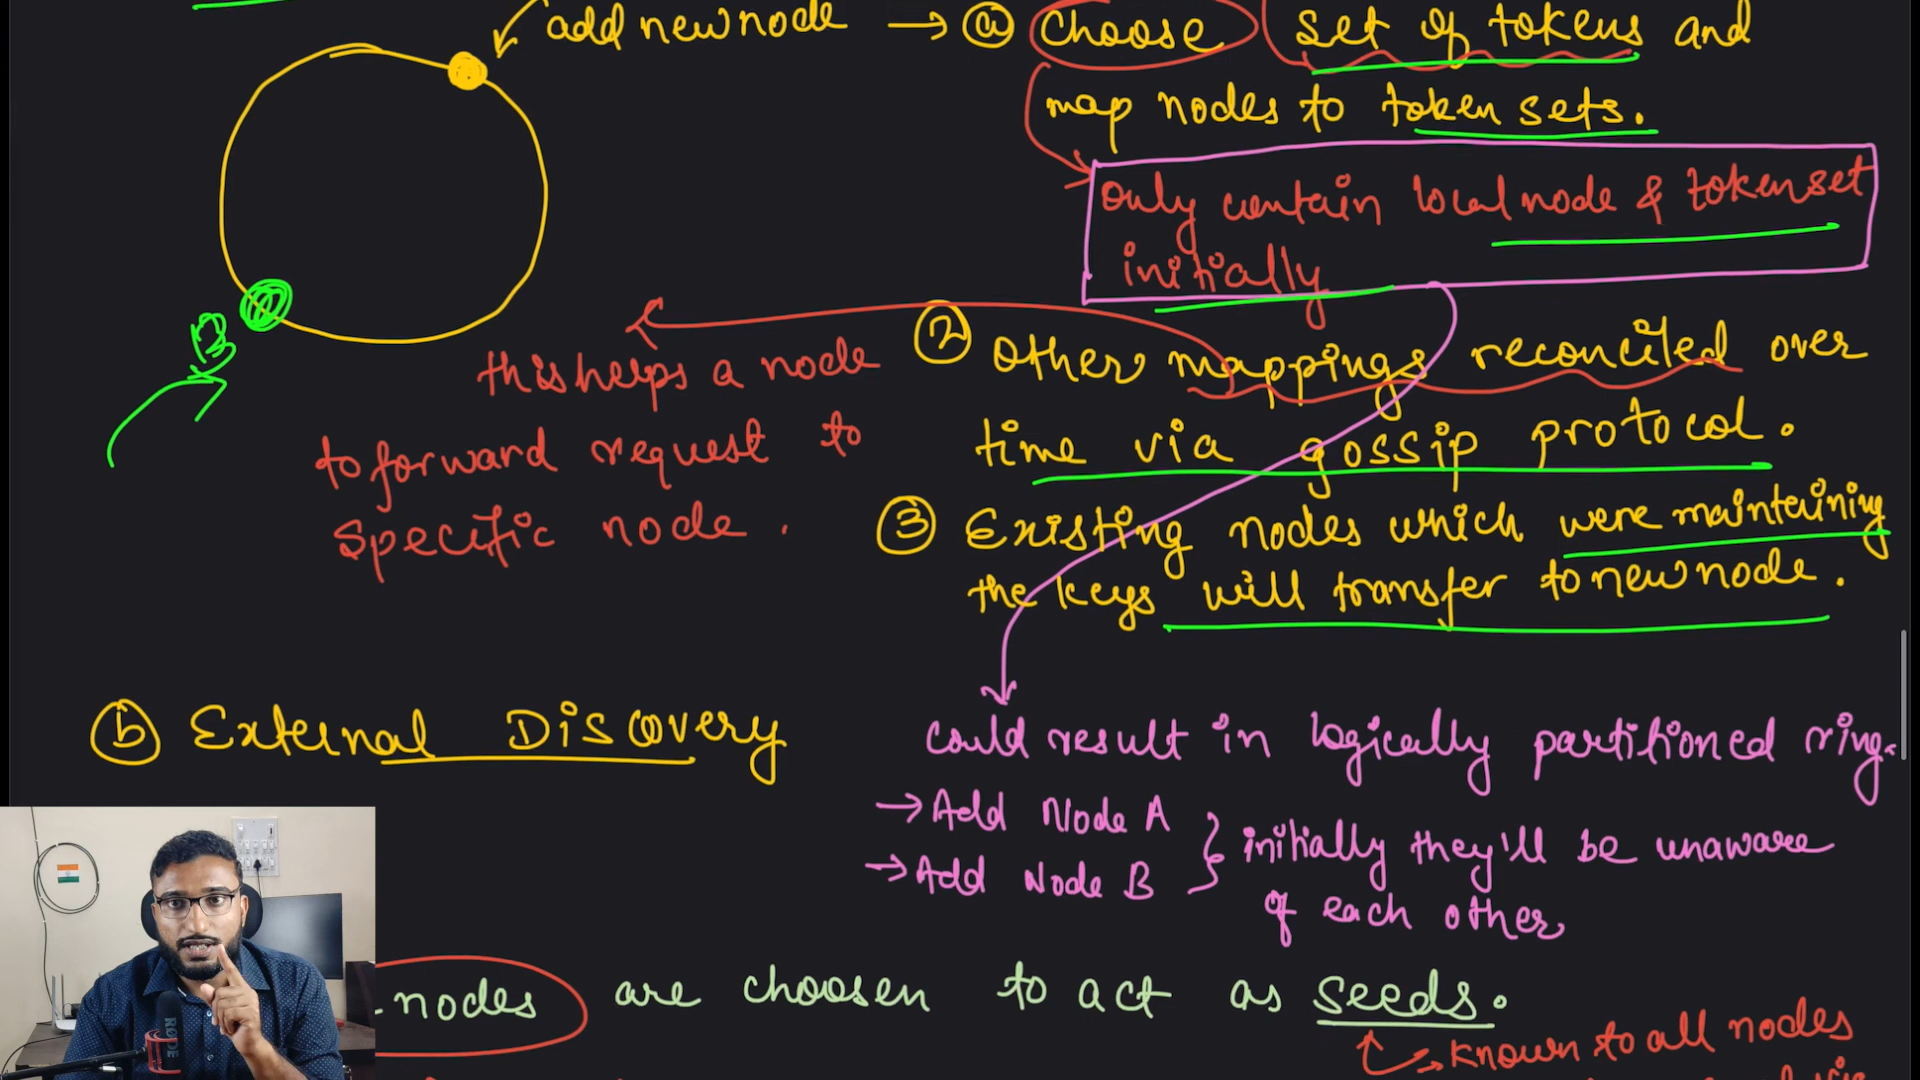 add new node → ⓐ Choose set of tokens and
map nodes to token sets.
only contain local node & token set
initially
② Other mappings reconciled over
time via gossip protocol.
this helps a node
to forward request to
specific node.
③ Existing nodes which were maintaining
the keys will transfer to new node.
ⓑ External Discovery
could result in logically partitioned ring.
→ Add Node A
→ Add Node B
initially they'll be unaware
of each other
nodes are choosen to act as seeds.
→ known to all nodes
RODE